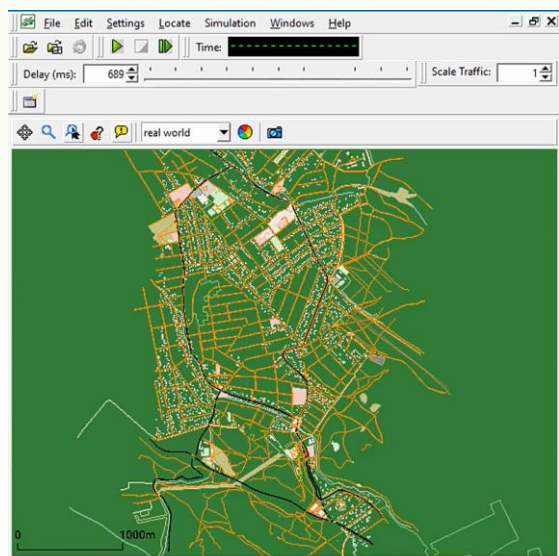 File Edit Settings Locate Simulation Windows Help
Time:
Delay (ms): 689 Scale Traffic: 1
real world
0 1000m